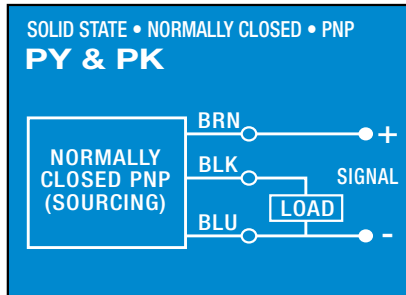 SOLID STATE • NORMALLY CLOSED • PNP
PY & PK
BRN
+
NORMALLY
CLOSED PNP
(SOURCING)
BLK
SIGNAL
LOAD
BLU
-